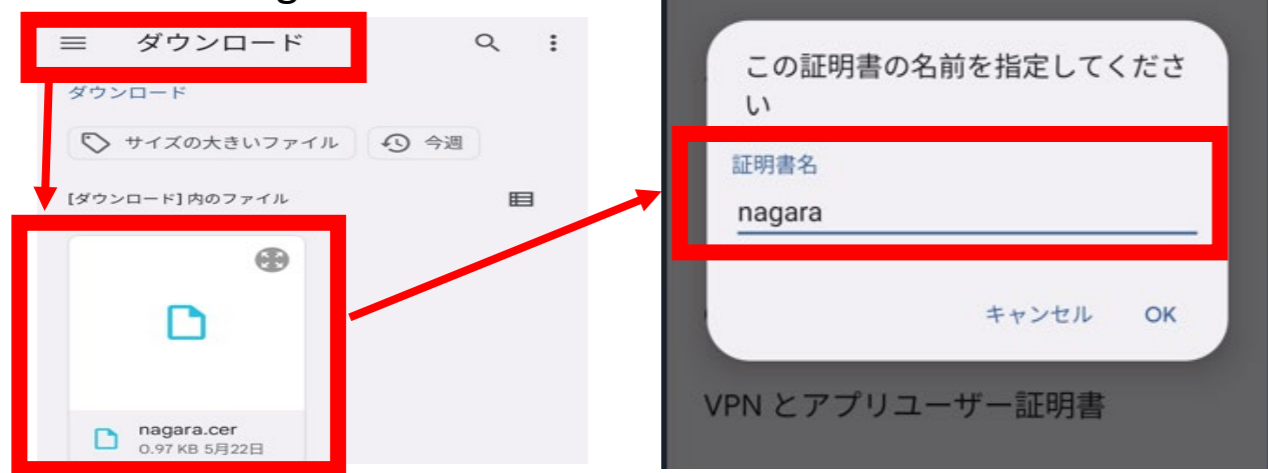 ダウンロード
ダウンロード
サイズの大きいファイル
今週
[ダウンロード] 内のファイル
nagara.cer
0.97 KB 5月22日
この証明書の名前を指定してくださ
い
証明書名
nagara
キャンセル OK
VPN とアプリユーザー証明書